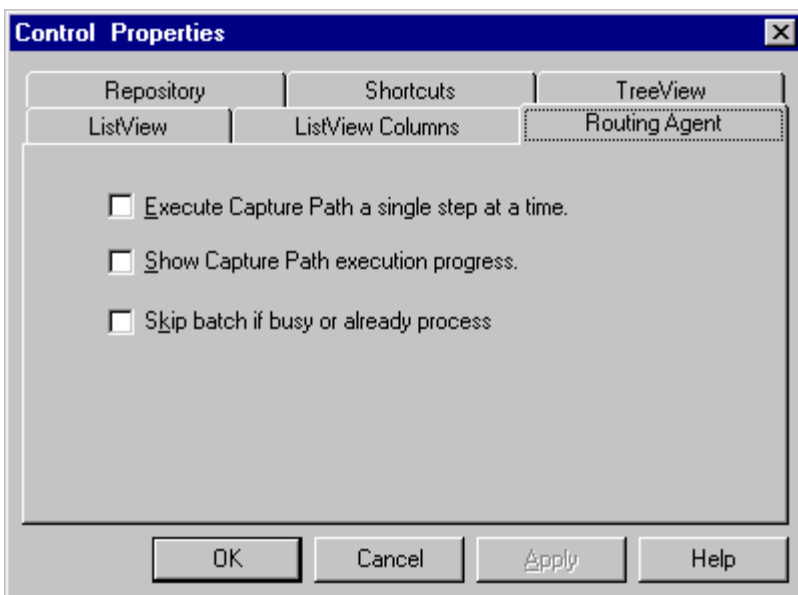 Control Properties
Repository Shortcuts TreeView
ListView ListView Columns Routing Agent
Execute Capture Path a single step at a time.
Show Capture Path execution progress.
Skip batch if busy or already process
OK Cancel Apply Help